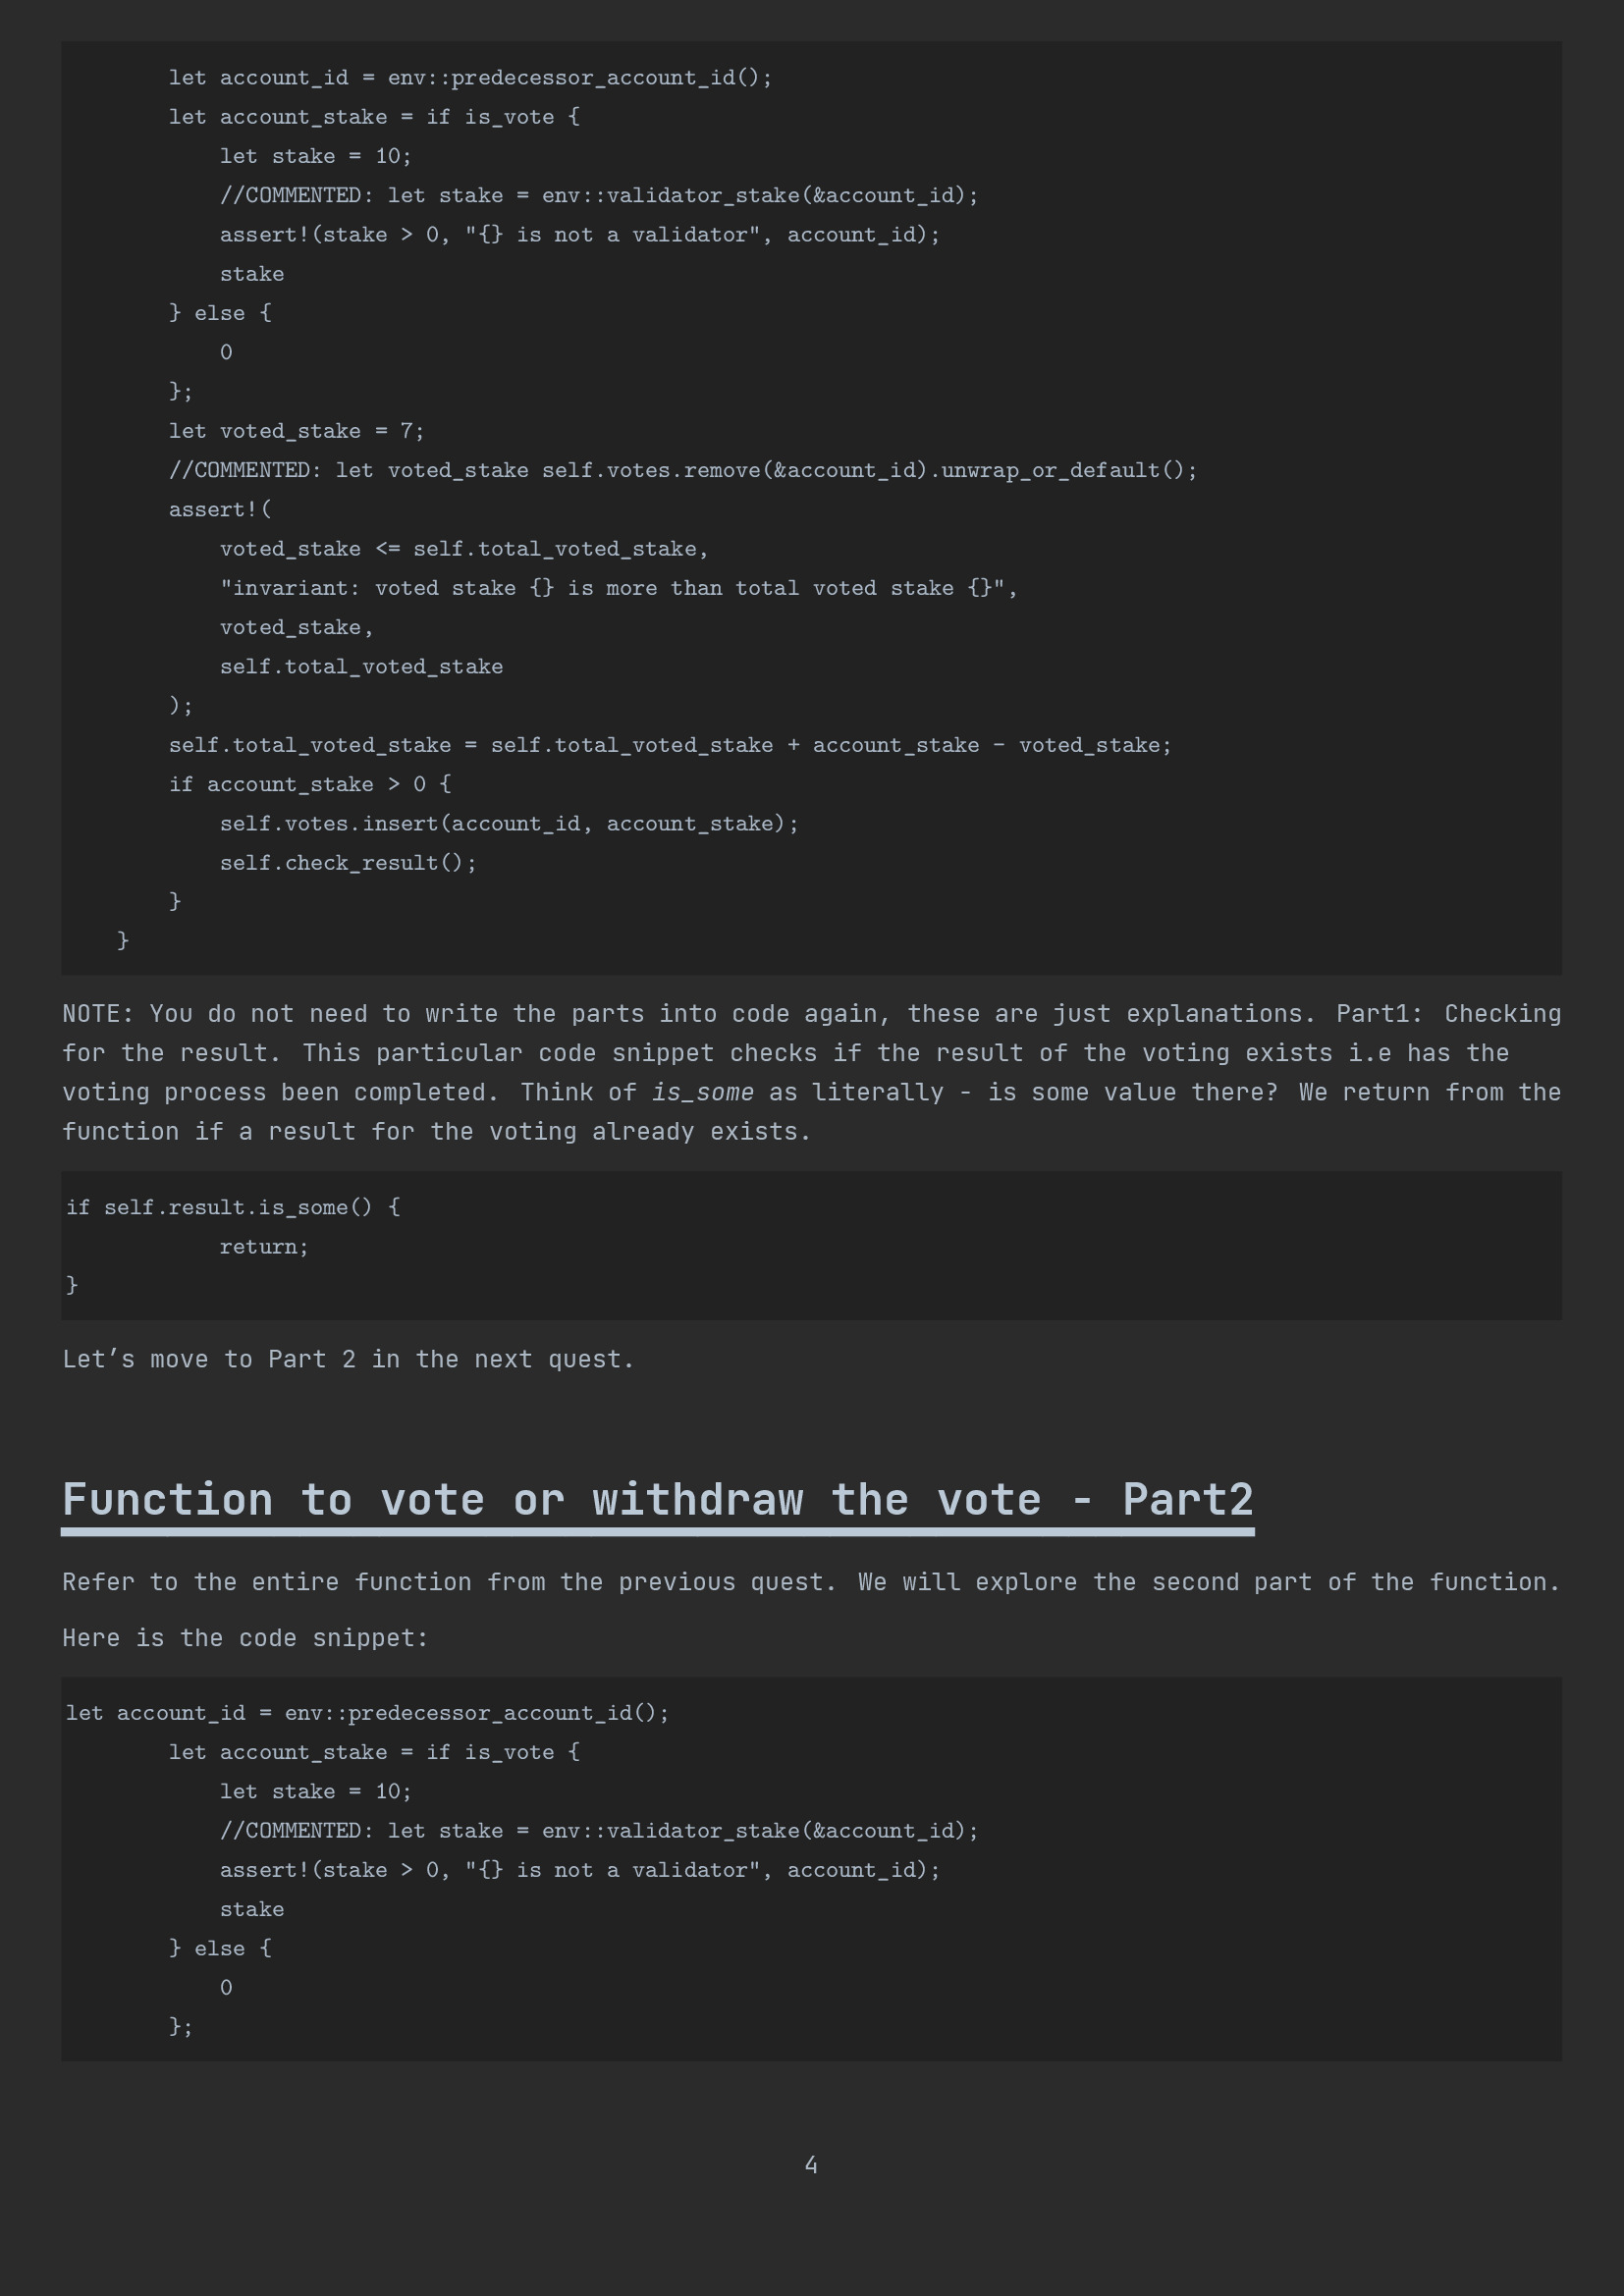 let account_id = env::predecessor_account_id();
let account_stake = if is_vote {
let stake = 10;
//COMMENTED: let stake = env::validator_stake(&account_id);
assert!(stake > 0, "{} is not a validator", account_id);
stake
} else {
0
};
let voted_stake = 7;
//COMMENTED: let voted_stake self.votes.remove(&account_id).unwrap_or_default();
assert!(
voted_stake <= self.total_voted_stake,
"invariant: voted stake {} is more than total voted stake {}",
voted_stake,
self.total_voted_stake
);
self.total_voted_stake = self.total_voted_stake + account_stake - voted_stake;
if account_stake > 0 {
self.votes.insert(account_id, account_stake);
self.check_result();
}
}
NOTE: You do not need to write the parts into code again, these are just explanations. Part1: Checking
for the result. This particular code snippet checks if the result of the voting exists i.e has the
voting process been completed. Think of is_some as literally - is some value there? We return from the
function if a result for the voting already exists.
if self.result.is_some() {
return;
}
Let's move to Part 2 in the next quest.
Function to vote or withdraw the vote - Part2
Refer to the entire function from the previous quest. We will explore the second part of the function.
Here is the code snippet:
let account_id = env::predecessor_account_id();
let account_stake = if is_vote {
let stake = 10;
//COMMENTED: let stake = env::validator_stake(&account_id);
assert!(stake > 0, "{} is not a validator", account_id);
stake
} else {
0
};
4